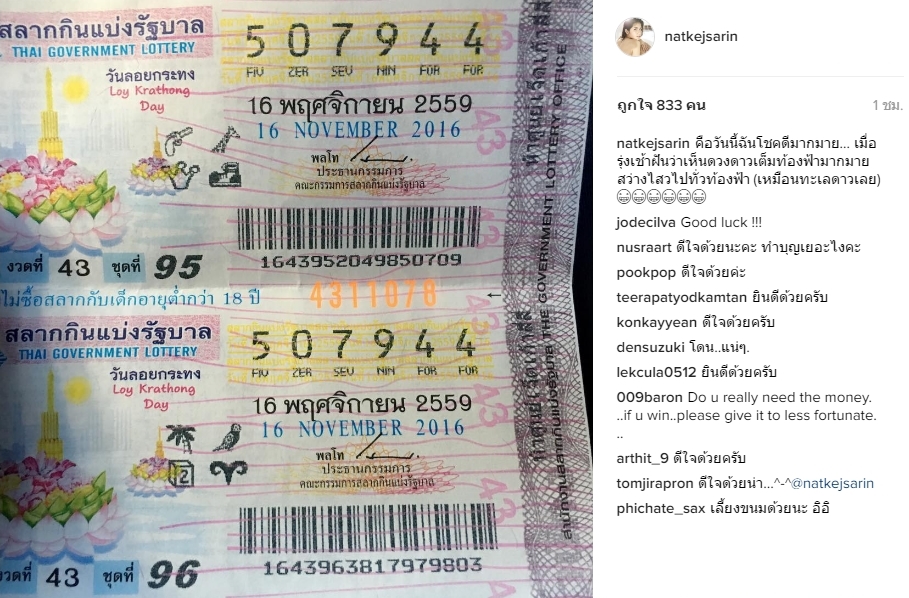 สลากกินแบ่งรัฐบาล
THAI GOVERNMENT LOTTERY
วันลอยกระทง
Loy Krathong
Day
5 0 7 9 4 4
FIV ZER SEV NIN FOR FOR
16 พฤศจิกายน 2559
16 NOVEMBER 2016
พลโท
ประธานกรรมการ
คณะกรรมการสลากกินแบ่งรัฐบาล
1643952049850709
งวดที่ 43 ชุดที่ 95
ไม่ซื้อสลากกับเด็กอายุต่ำกว่า 18 ปี
4311078
สลากกินแบ่งรัฐบาล
THAI GOVERNMENT LOTTERY
วันลอยกระทง
Loy Krathong
Day
5 0 7 9 4 4
FIV ZER SEV NIN FOR FOR
16 พฤศจิกายน 2559
16 NOVEMBER 2016
พลโท
ประธานกรรมการ
คณะกรรมการสลากกินแบ่งรัฐบาล
1643963817979803
งวดที่ 43 ชุดที่ 96
THE GOVERNMENT LOTTERY OFFICE
natkejsarin
ถูกใจ 833 คน
1 ชม.
natkejsarin คือวันนี้ฉันโชคดีมากมาย... เมื่อ
รุ่งเช้าฝันว่าเห็นดวงดาวเต็มท้องฟ้ามากมาย
สว่างไสวไปทั่วท้องฟ้า (เหมือนทะเลดาวเลย)
😀😀😀😀😀😀
jodecilva Good luck !!!
nusraart ดีใจด้วยนะคะ ทำบุญเยอะไงคะ
pookpop ดีใจด้วยค่ะ
teerapatyodkamtan ยินดีด้วยครับ
konkayyean ดีใจด้วยครับ
densuzuki โดน..แน่ๆ.
lekcula0512 ยินดีด้วยครับ
009baron Do u really need the money.
..if u win..please give it to less fortunate.
..
arthit_9 ดีใจด้วยครับ
tomjirapron ดีใจด้วยน่า...^-^@natkejsarin
phichate_sax เลี้ยงขนมด้วยนะ อิอิ